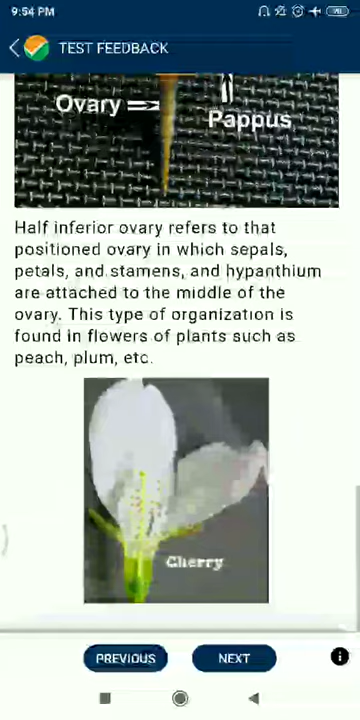 9:54 PM
TEST FEEDBACK
Ovary
Pappus
Half inferior ovary refers to that
positioned ovary in which sepals,
petals, and stamens, and hypanthium
are attached to the middle of the
ovary. This type of organization is
found in flowers of plants such as
peach, plum, etc.
Cherry
PREVIOUS
NEXT